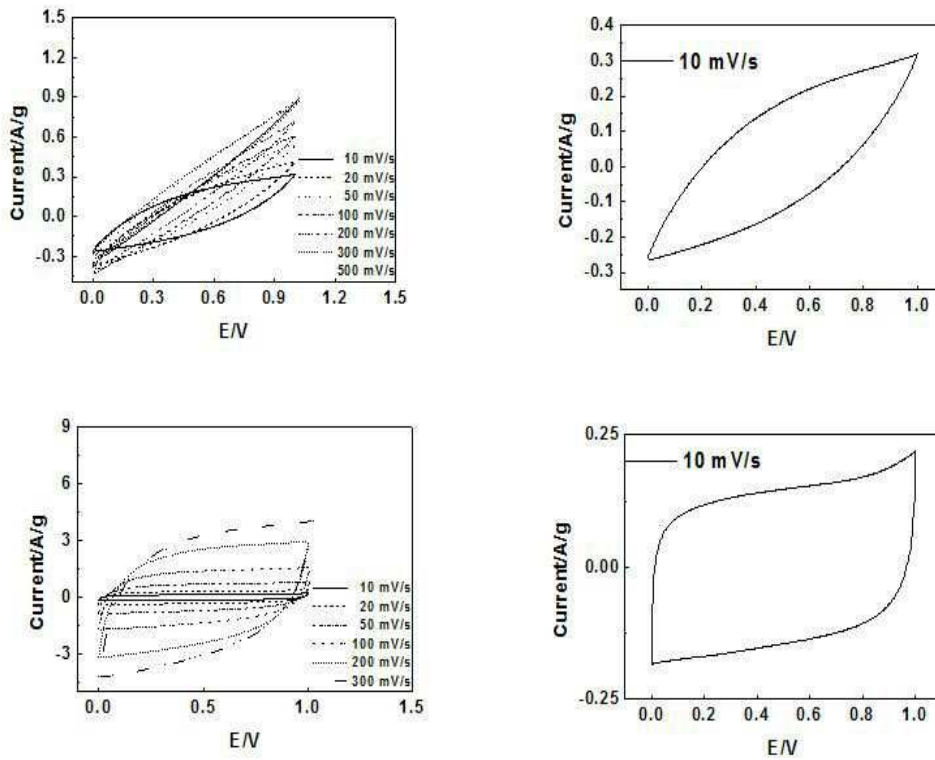 1.5
1.2
0.9
0.6
0.3
0.0
-0.3
Current/A/g
10 mV/s
20 mV/s
50 mV/s
100 mV/s
200 mV/s
300 mV/s
500 mV/s
0.0 0.3 0.6 0.9 1.2 1.5
E/V
0.4
0.3
0.2
0.1
0.0
-0.1
-0.2
-0.3
Current/A/g
10 mV/s
0.0 0.2 0.4 0.6 0.8 1.0
E/V
9
6
3
0
-3
Current/A/g
10 mV/s
20 mV/s
50 mV/s
100 mV/s
200 mV/s
300 mV/s
0.0 0.5 1.0 1.5
E/V
0.25
0.00
-0.25
Current/A/g
10 mV/s
0.0 0.2 0.4 0.6 0.8 1.0
E/V